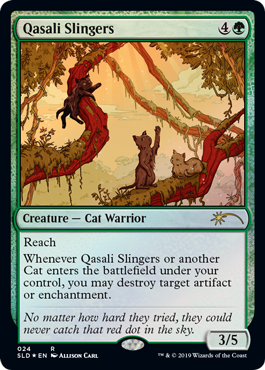 Qasali Slingers 4
Creature — Cat Warrior
Reach
Whenever Qasali Slingers or another
Cat enters the battlefield under your
control, you may destroy target artifact
or enchantment.
No matter how hard they tried, they could
never catch that red dot in the sky.
3/5
024 R
SLD ★ EN ALLISON CARL
™ & © 2019 Wizards of the Coast